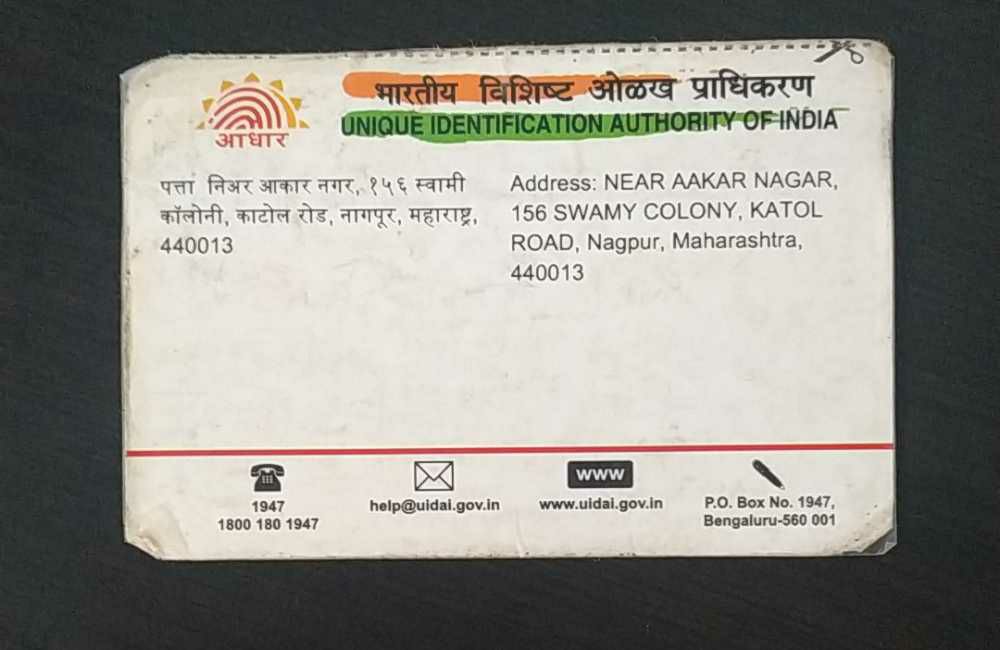 भारतीय विशिष्ट ओळख प्राधिकरण
UNIQUE IDENTIFICATION AUTHORITY OF INDIA
आधार
पत्ता निअर आकार नगर, १५६ स्वामी
कॉलोनी, काटोल रोड, नागपूर, महाराष्ट्र,
440013
Address: NEAR AAKAR NAGAR,
156 SWAMY COLONY, KATOL
ROAD, Nagpur, Maharashtra,
440013
1947
1800 180 1947
help@uidai.gov.in
www
www.uidai.gov.in
P.O. Box No. 1947,
Bengaluru-560 001